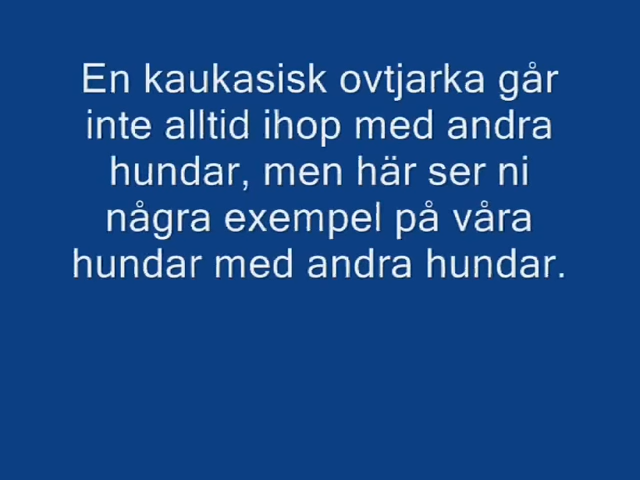 En kaukasisk ovtjarka går
inte alltid ihop med andra
hundar, men här ser ni
några exempel på våra
hundar med andra hundar.